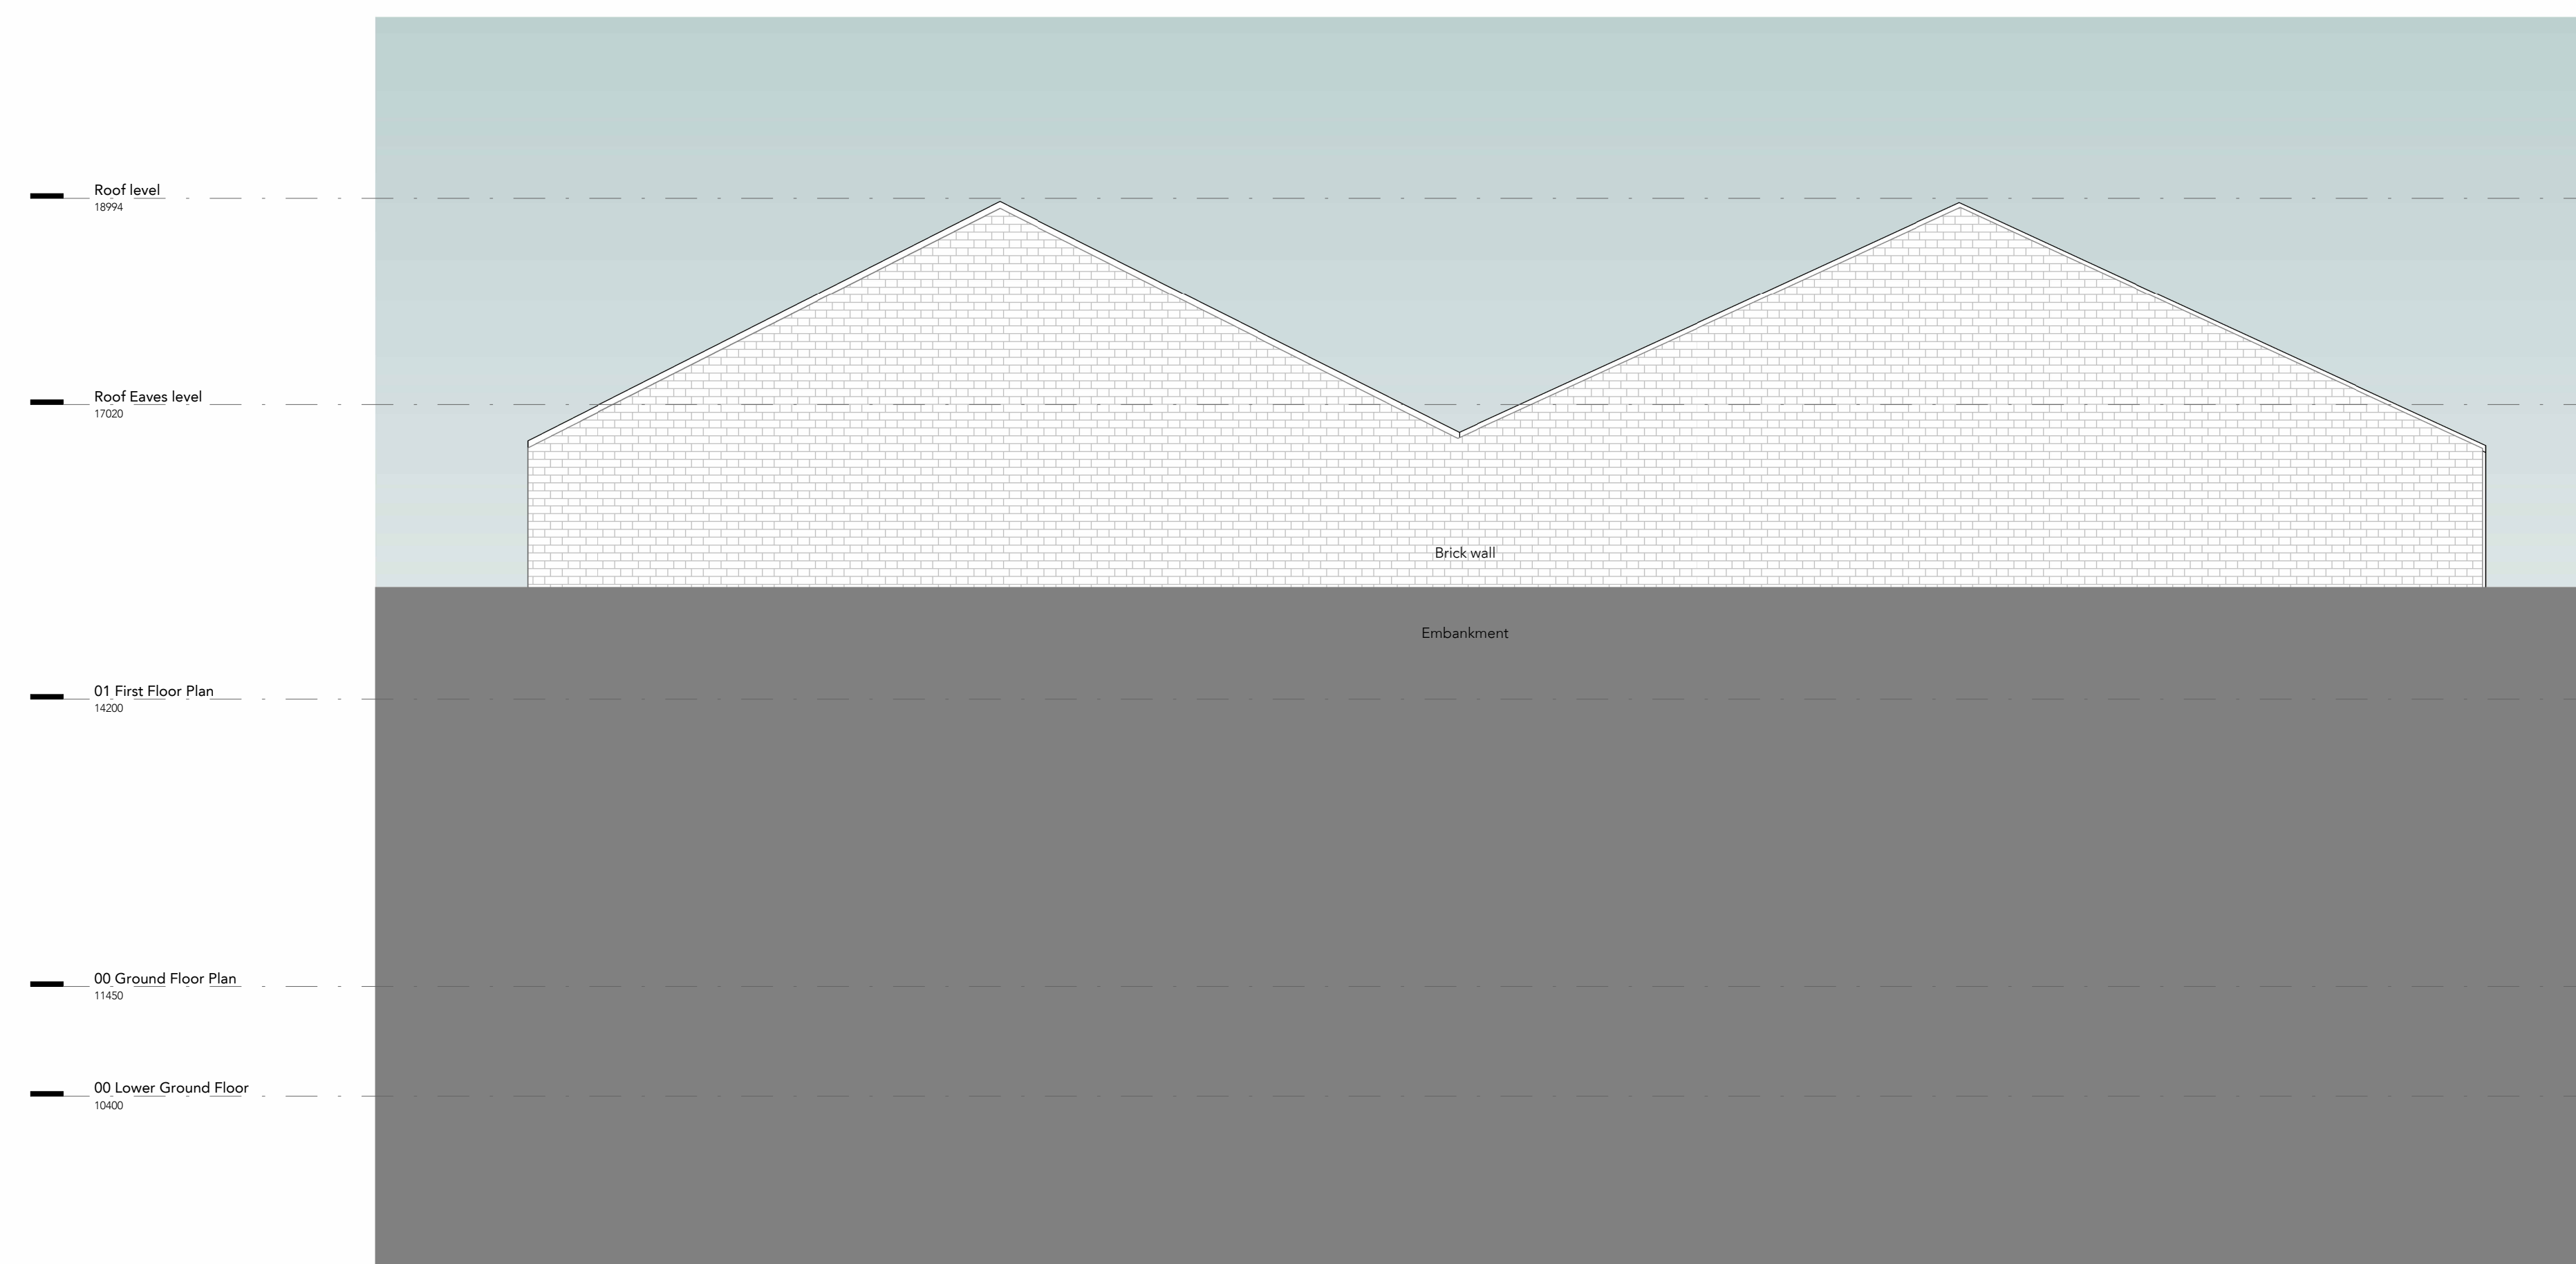 Roof level
18994
Roof Eaves level
17020
Brick wall
Embankment
01 First Floor Plan
14200
00 Ground Floor Plan
11450
00 Lower Ground Floor
10400